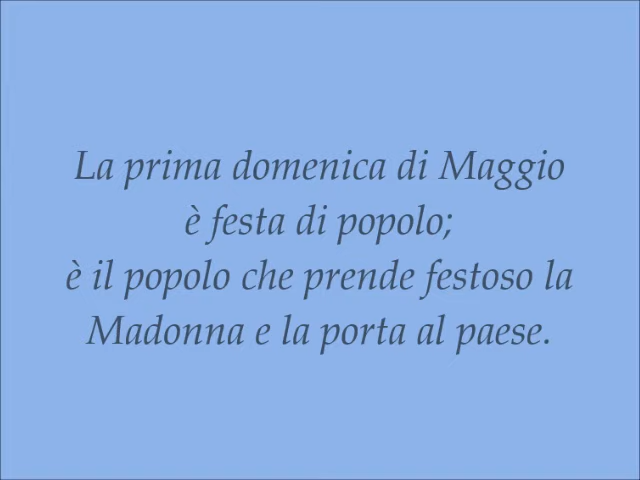 La prima domenica di Maggio
è festa di popolo;
è il popolo che prende festoso la
Madonna e la porta al paese.